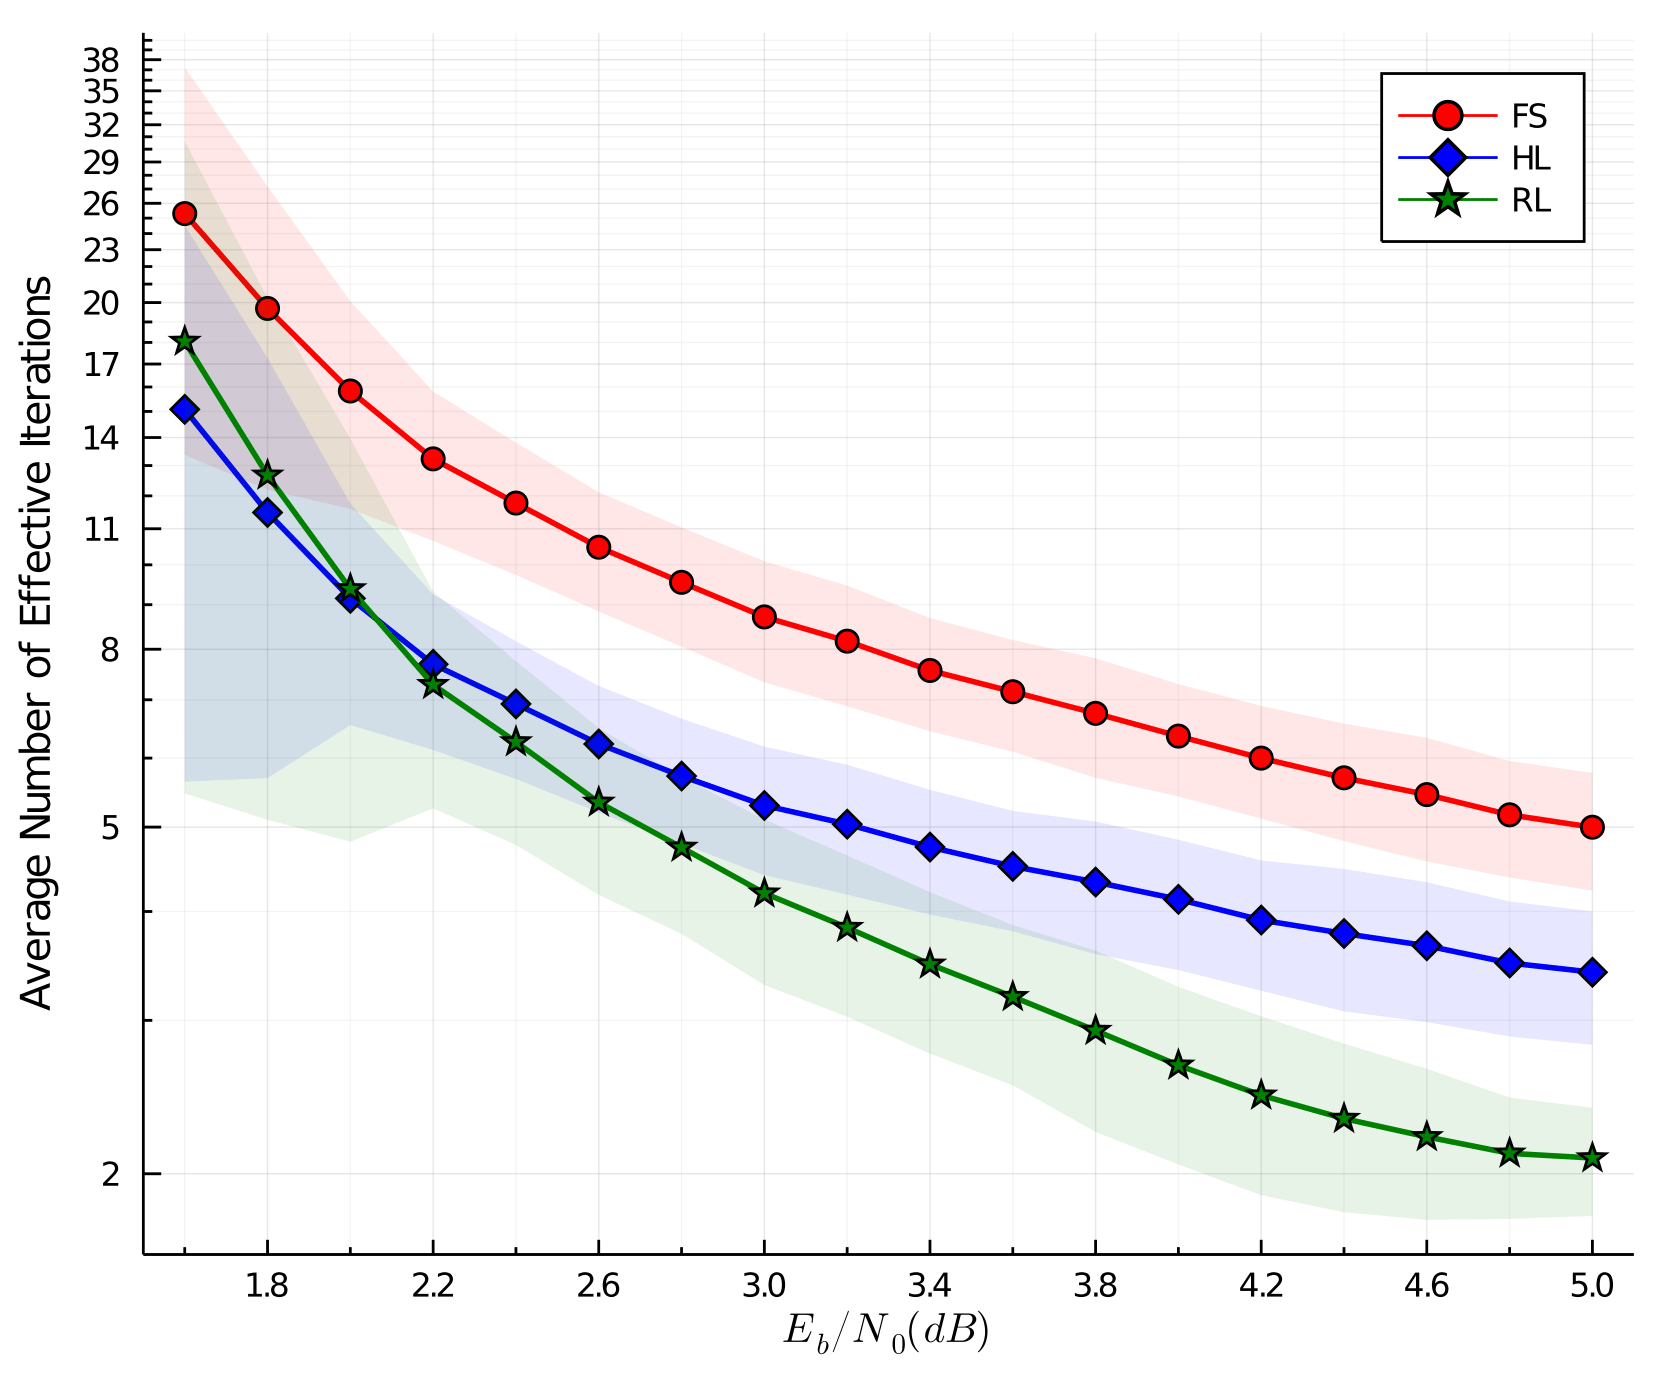 38
35
32
29
26
23
20
17
14
11
8
5
2
Average Number of Effective Iterations
FS
HL
RL
1.8 2.2 2.6 3.0 3.4 3.8 4.2 4.6 5.0
E_b/N_0(dB)